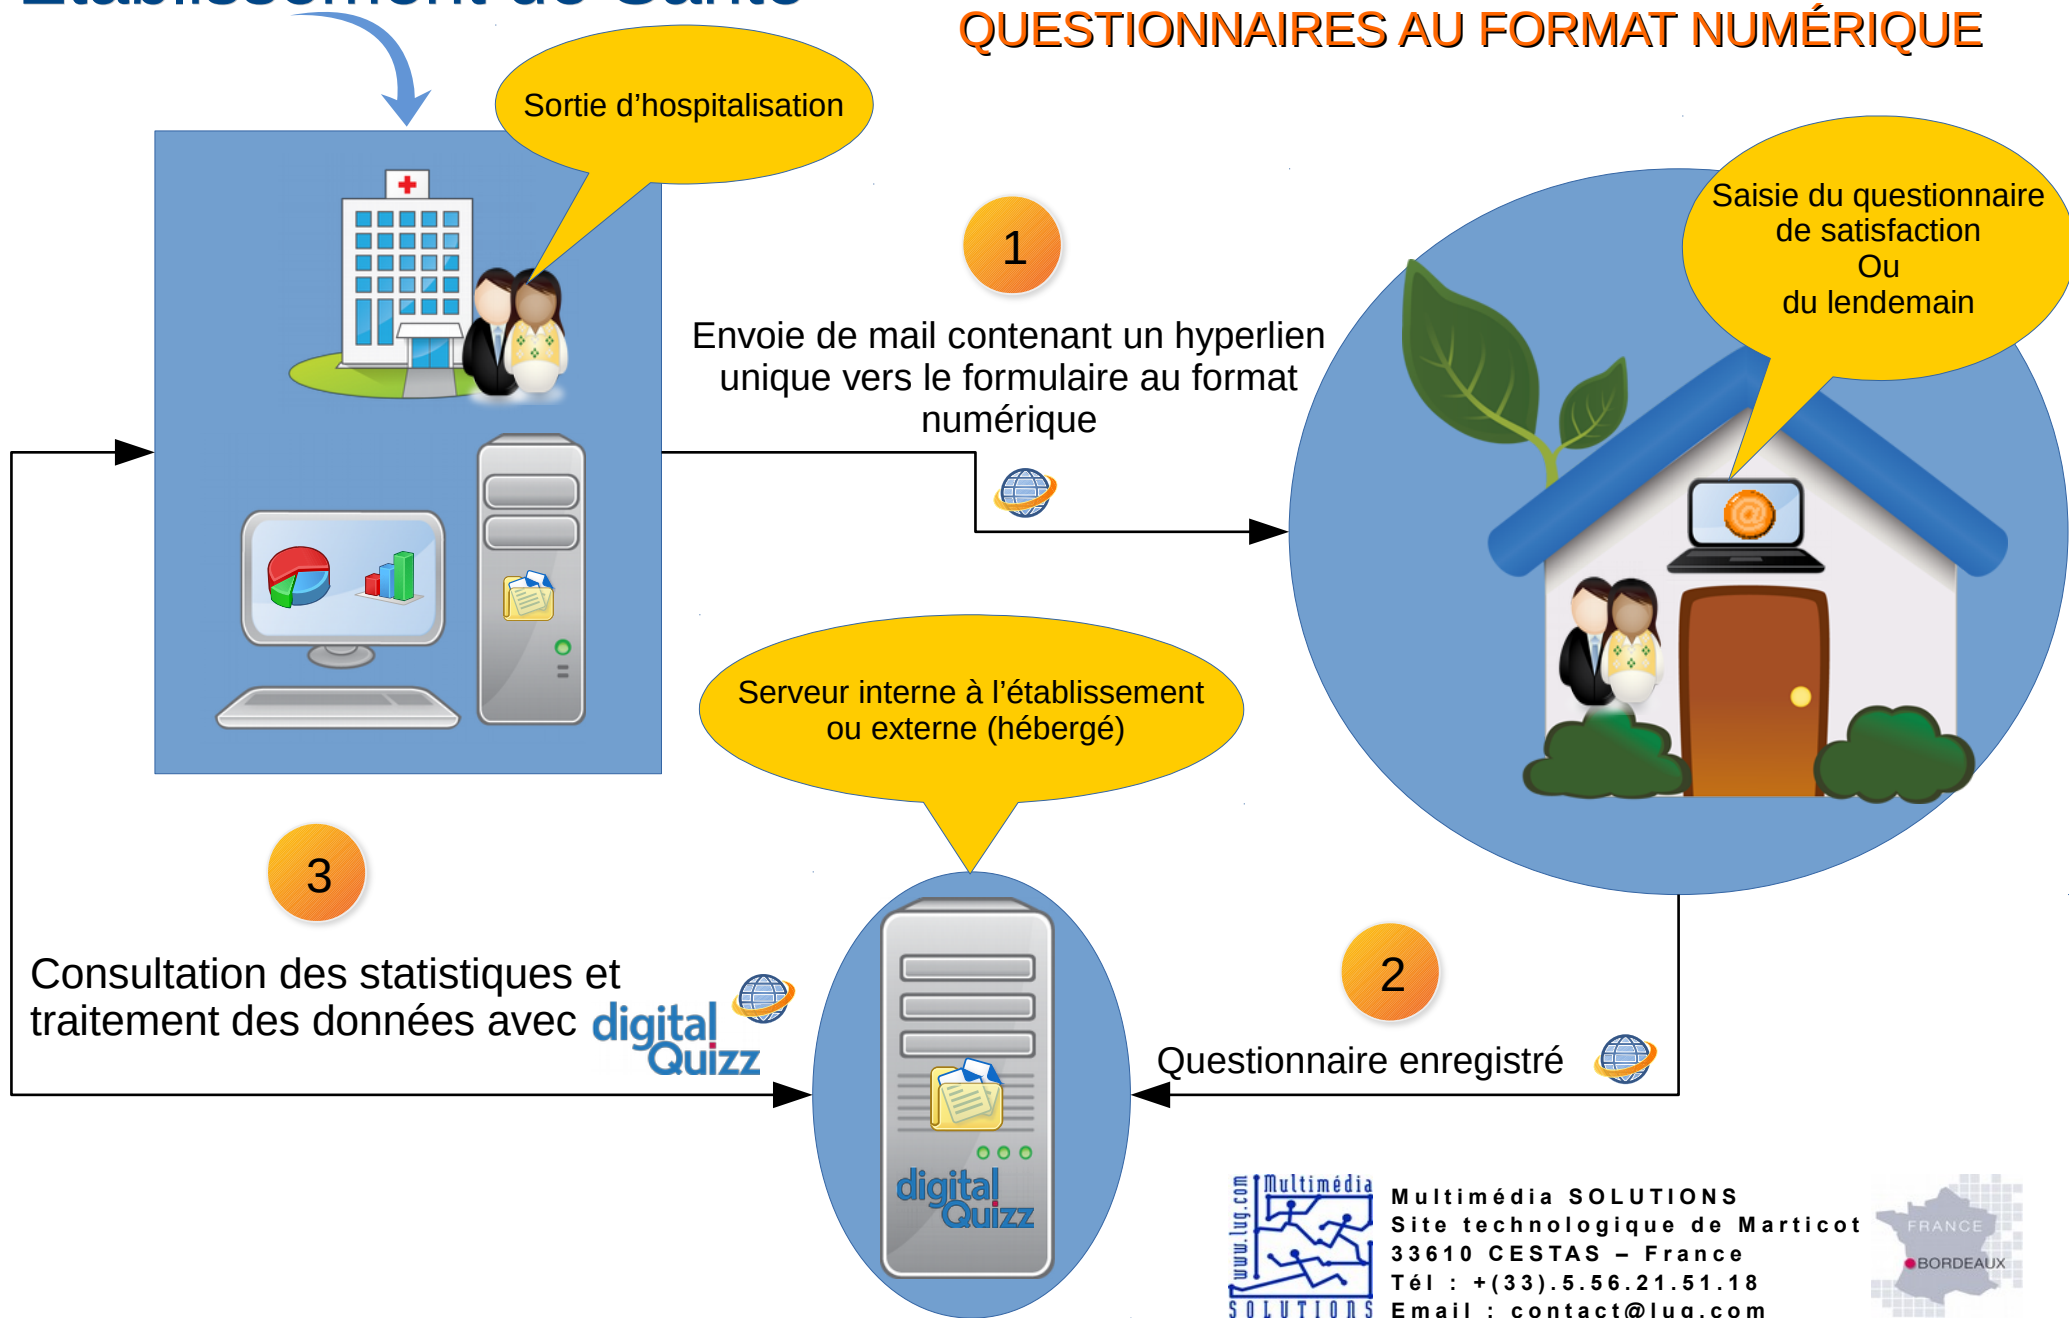 Établissement de Santé
QUESTIONNAIRES AU FORMAT NUMÉRIQUE
Sortie d’hospitalisation
Saisie du questionnaire
de satisfaction
Ou
du lendemain
1
Envoie de mail contenant un hyperlien
unique vers le formulaire au format
numérique
@
Serveur interne à l’établissement
ou externe (hébergé)
3
Consultation des statistiques et
traitement des données avec
digital
Quizz
2
Questionnaire enregistré
digital
Quizz
www.lug.com
Multimédia
SOLUTIONS
Multimédia SOLUTIONS
Site technologique de Marticot
33610 CESTAS – France
Tél : +(33).5.56.21.51.18
Email : contact@lug.com
FRANCE
BORDEAUX